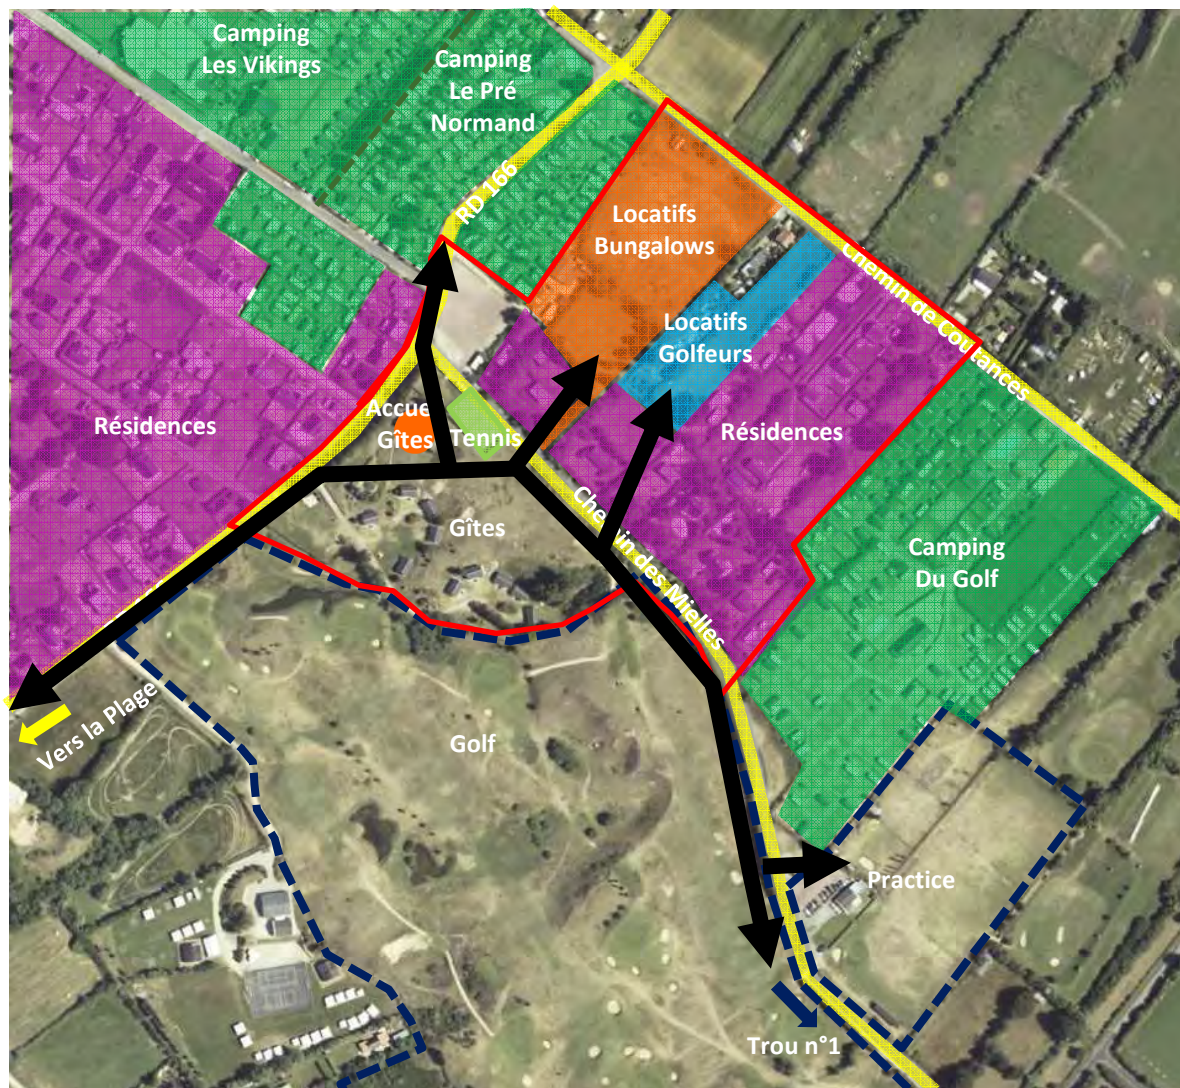 Camping
Les Vikings
Camping
Le Pré
Normand
RD 166
Locatifs
Bungalows
Chemin de Coutances
Locatifs
Golfeurs
Résidences
Accue
Gîtes
Tennis
Résidences
Gîtes
Chemin des Mielles
Camping
Du Golf
Vers la Plage
Golf
Practice
Trou n°1